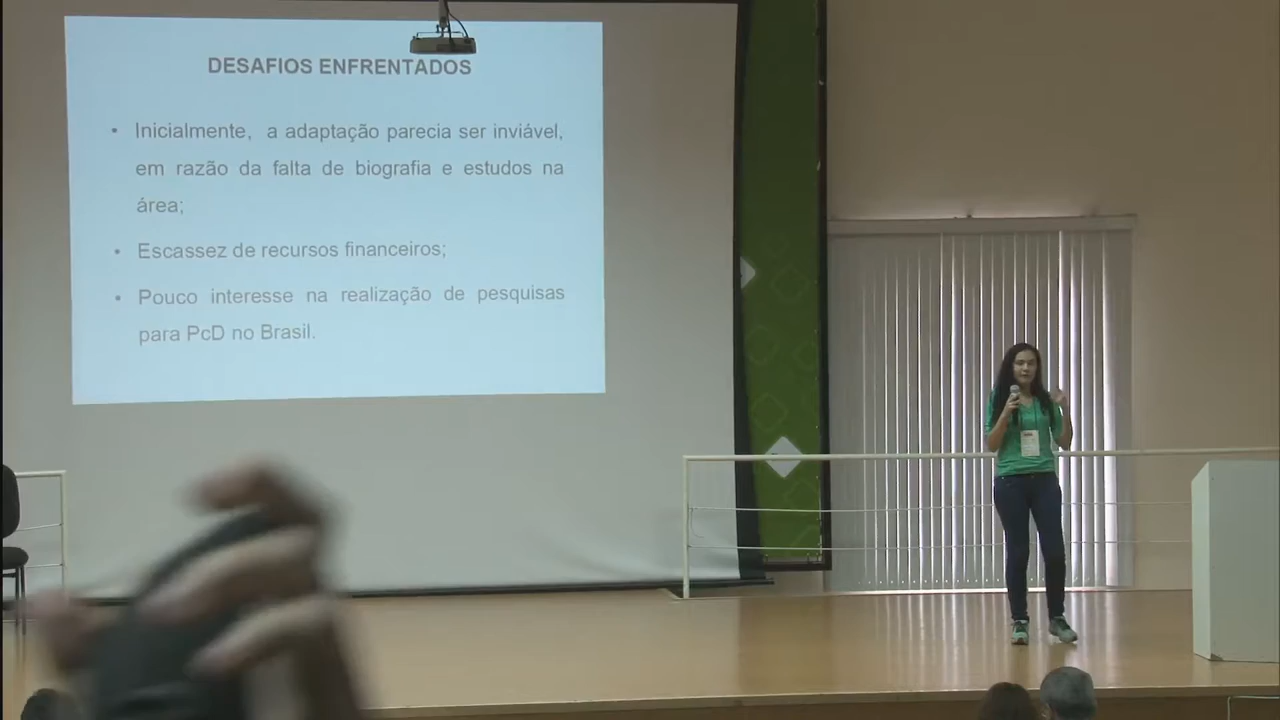 DESAFIOS ENFRENTADOS
▪ Inicialmente, a adaptação parecia ser inviável,
em razão da falta de biografia e estudos na
área;
▪ Escassez de recursos financeiros;
▪ Pouco interesse na realização de pesquisas
para PcD no Brasil.